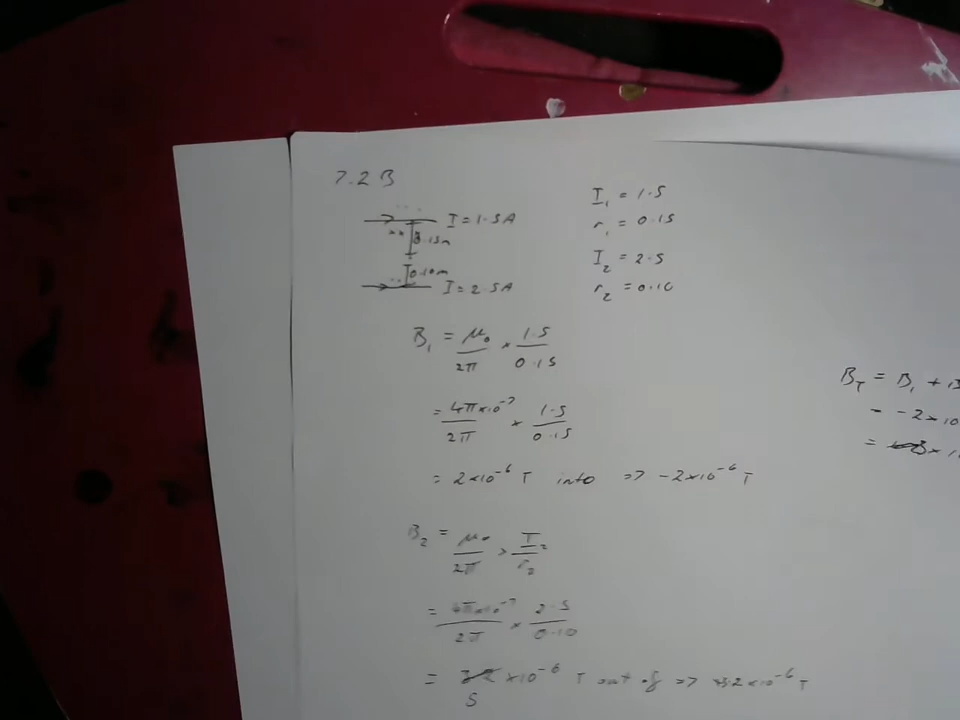 7.2 B
I = 1.5A
0.15m
0.10m
I = 2.5A
I₁ = 1.5
r₁ = 0.15
I₂ = 2.5
r₂ = 0.10
B₁ = μ₀/2π × 1.5/0.15
= 4π×10⁻⁷/2π × 1.5/0.15
= 2×10⁻⁶ T into => -2×10⁻⁶ T
B₂ = μ₀/2π × I₂/r₂
= 4π×10⁻⁷/2π × 2.5/0.10
= 5 ×10⁻⁶ T out of =>
B_T = B₁ +
= -2×10
=